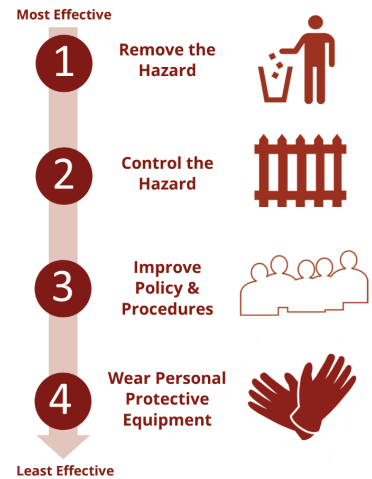 Most Effective
1
Remove the
Hazard
2
Control the
Hazard
3
Improve
Policy &
Procedures
4
Wear Personal
Protective
Equipment
Least Effective